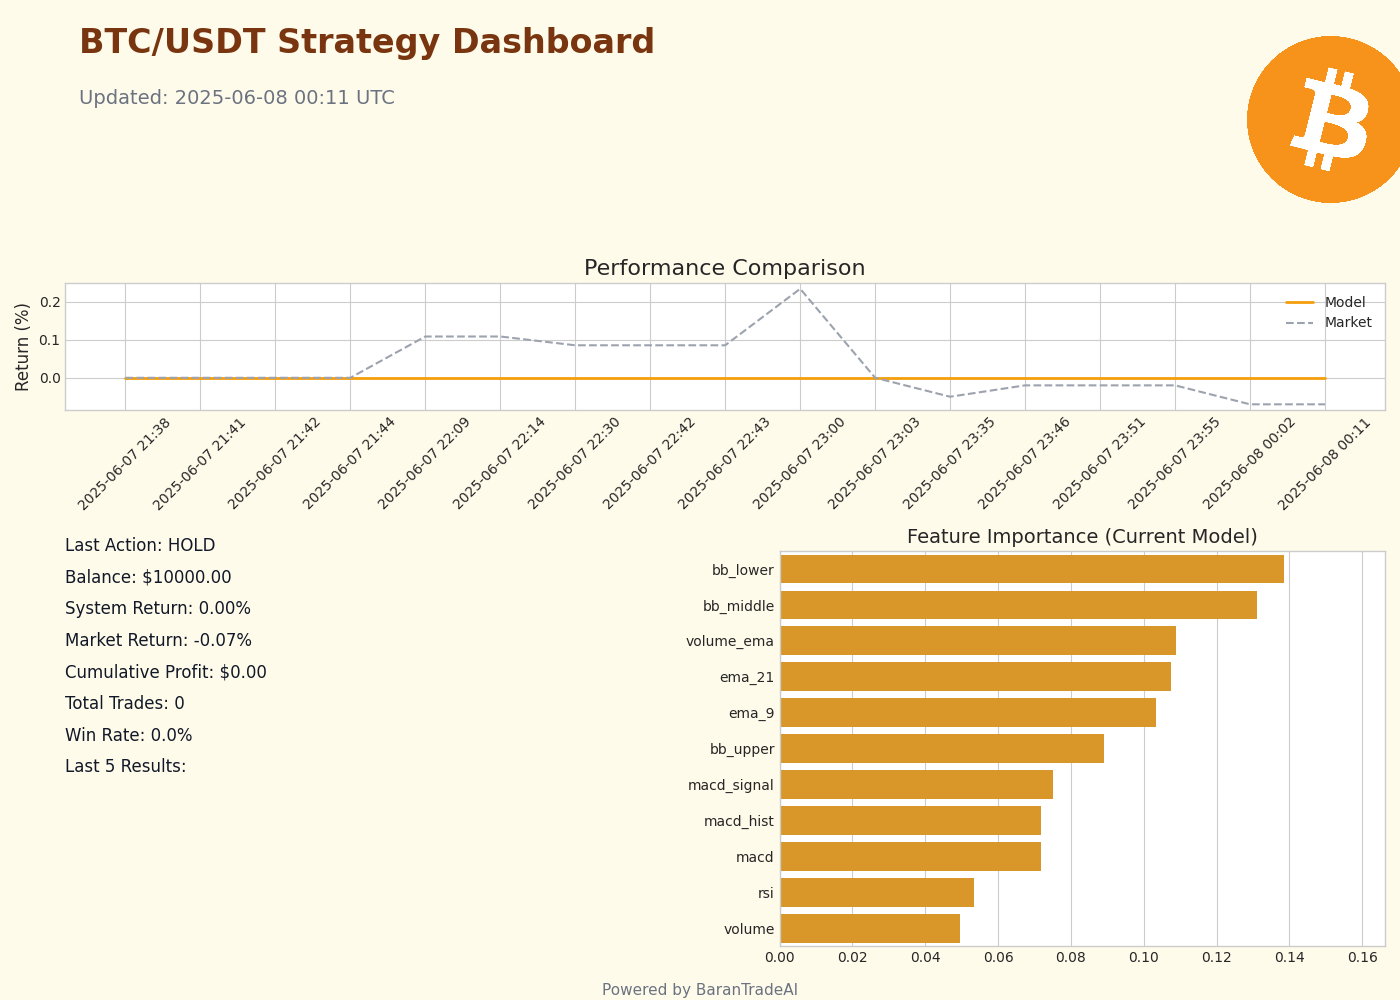 BTC/USDT Strategy Dashboard
Updated: 2025-06-08 00:11 UTC
Performance Comparison
Return (%)
0.2
0.1
0.0
Model
Market
2025-06-07 21:38
2025-06-07 21:41
2025-06-07 21:42
2025-06-07 21:44
2025-06-07 22:09
2025-06-07 22:14
2025-06-07 22:30
2025-06-07 22:42
2025-06-07 22:43
2025-06-07 23:00
2025-06-07 23:03
2025-06-07 23:35
2025-06-07 23:46
2025-06-07 23:51
2025-06-07 23:55
2025-06-08 00:02
2025-06-08 00:11
Last Action: HOLD
Balance: $10000.00
System Return: 0.00%
Market Return: -0.07%
Cumulative Profit: $0.00
Total Trades: 0
Win Rate: 0.0%
Last 5 Results:
Feature Importance (Current Model)
bb_lower
bb_middle
volume_ema
ema_21
ema_9
bb_upper
macd_signal
macd_hist
macd
rsi
volume
0.00 0.02 0.04 0.06 0.08 0.10 0.12 0.14 0.16
Powered by BaranTradeAI